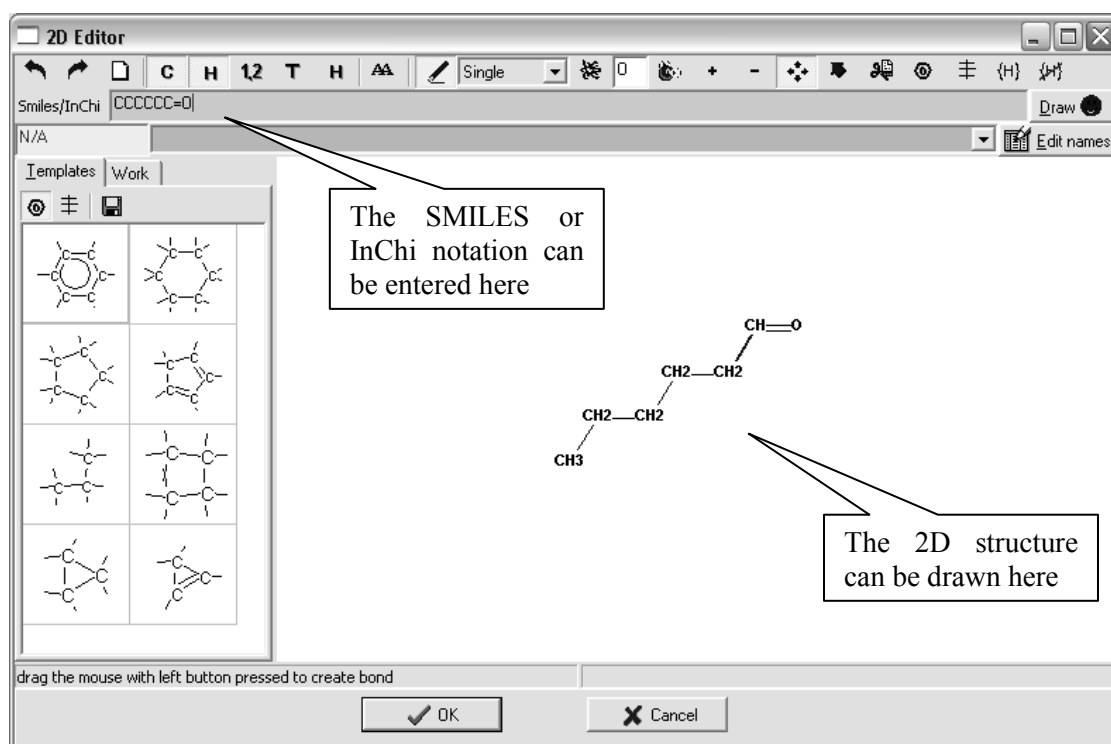 2D Editor
C H 1,2 T H AA Single 0 + - {H} {H}
Smiles/InChi CCCCCC=O Draw
N/A Edit names
Templates Work
The SMILES or
InChi notation can
be entered here
CH=O
CH2—CH2
CH2—CH2
CH3
The 2D structure
can be drawn here
C C C C C C
C C C C C C
C C C C C
C C C C C
C C C C
C C C C
C C C
C C C
drag the mouse with left button pressed to create bond
OK Cancel